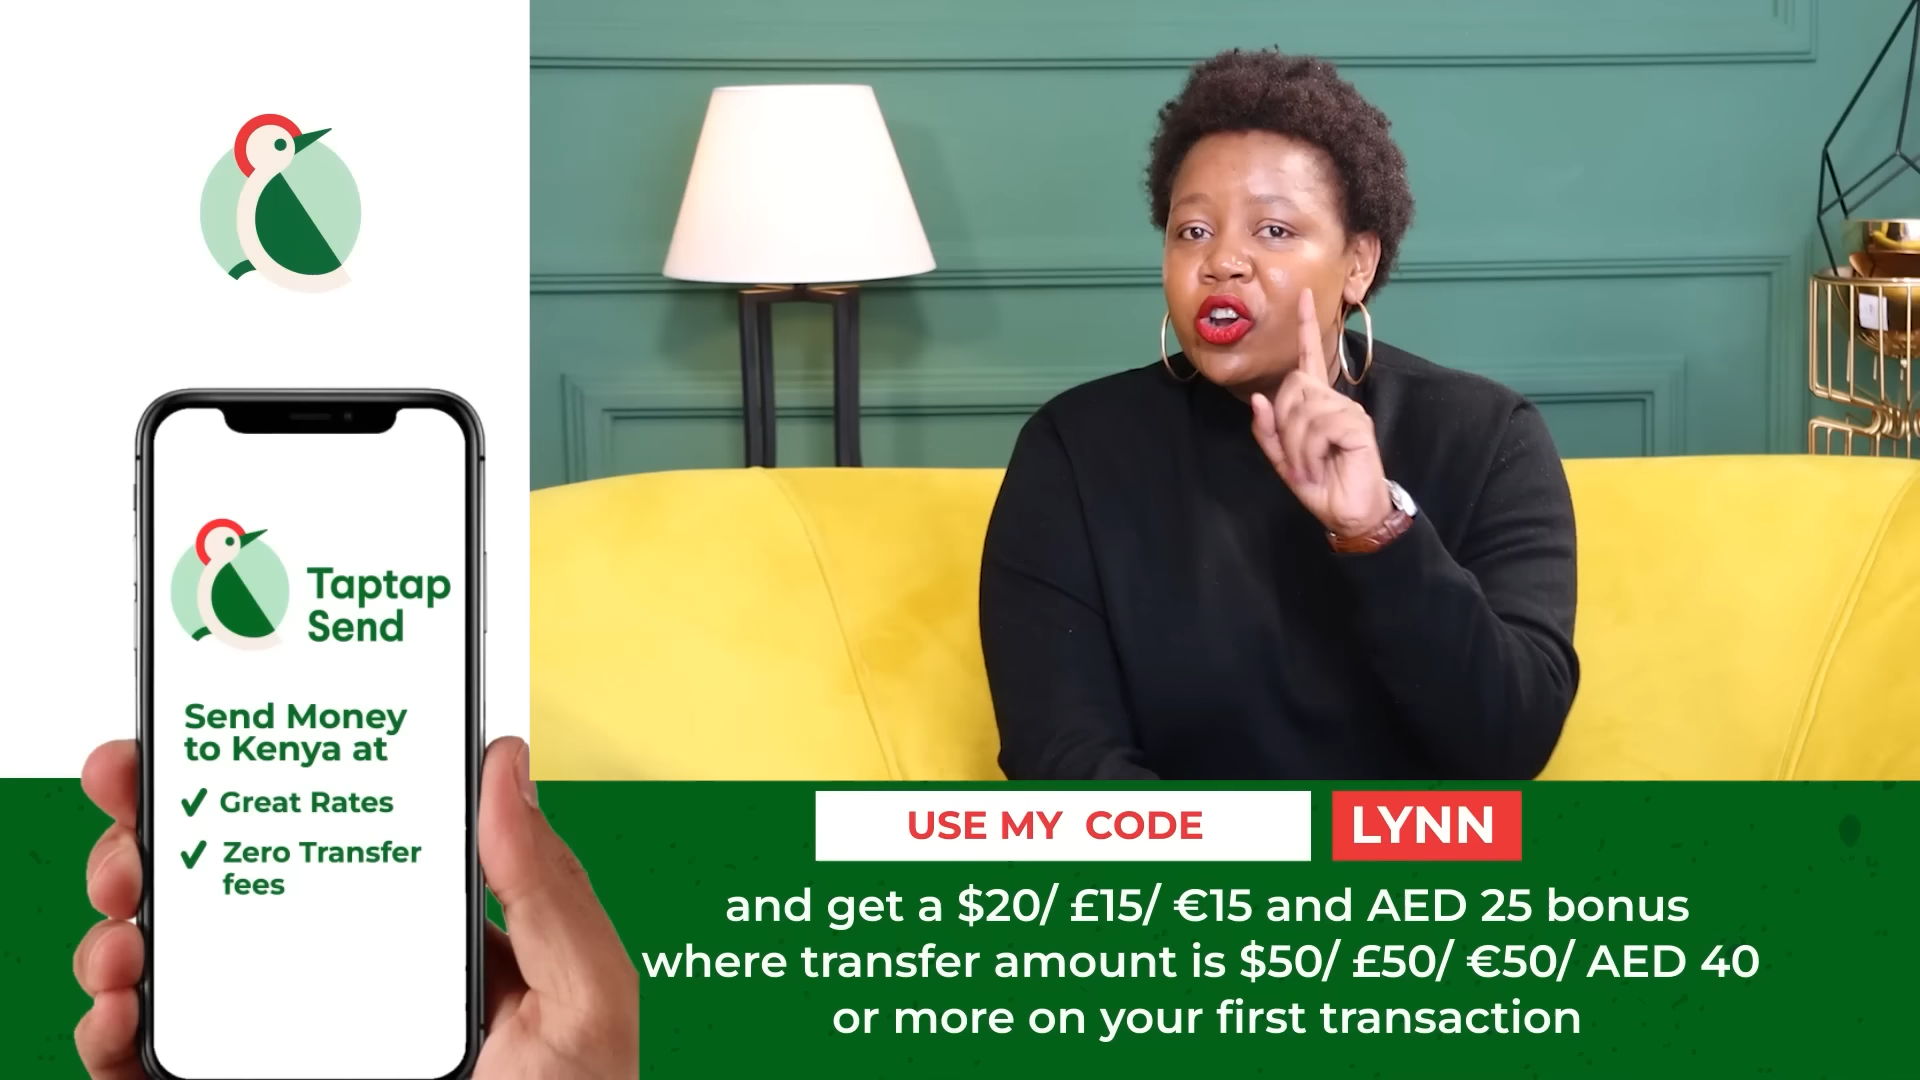 Taptap
Send
Send Money
to Kenya at
Great Rates
Zero Transfer
fees
USE MY CODE
LYNN
and get a $20/ £15/ €15 and AED 25 bonus
where transfer amount is $50/ £50/ €50/ AED 40
or more on your first transaction